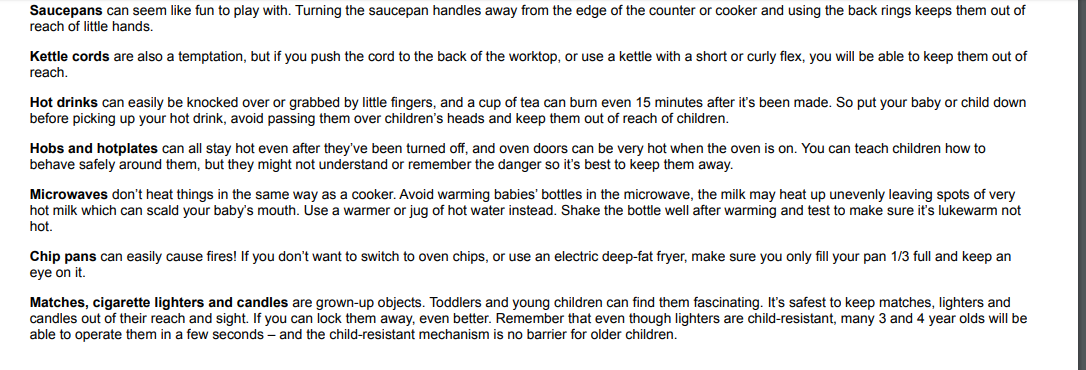 Saucepans can seem like fun to play with. Turning the saucepan handles away from the edge of the counter or cooker and using the back rings keeps them out of
reach of little hands.
Kettle cords are also a temptation, but if you push the cord to the back of the worktop, or use a kettle with a short or curly flex, you will be able to keep them out of
reach.
Hot drinks can easily be knocked over or grabbed by little fingers, and a cup of tea can burn even 15 minutes after it's been made. So put your baby or child down
before picking up your hot drink, avoid passing them over children's heads and keep them out of reach of children.
Hobs and hotplates can all stay hot even after they've been turned off, and oven doors can be very hot when the oven is on. You can teach children how to
behave safely around them, but they might not understand or remember the danger so it's best to keep them away.
Microwaves don't heat things in the same way as a cooker. Avoid warming babies' bottles in the microwave, the milk may heat up unevenly leaving spots of very
hot milk which can scald your baby's mouth. Use a warmer or jug of hot water instead. Shake the bottle well after warming and test to make sure it's lukewarm not
hot.
Chip pans can easily cause fires! If you don't want to switch to oven chips, or use an electric deep-fat fryer, make sure you only fill your pan 1/3 full and keep an
eye on it.
Matches, cigarette lighters and candles are grown-up objects. Toddlers and young children can find them fascinating. It's safest to keep matches, lighters and
candles out of their reach and sight. If you can lock them away, even better. Remember that even though lighters are child-resistant, many 3 and 4 year olds will be
able to operate them in a few seconds – and the child-resistant mechanism is no barrier for older children.